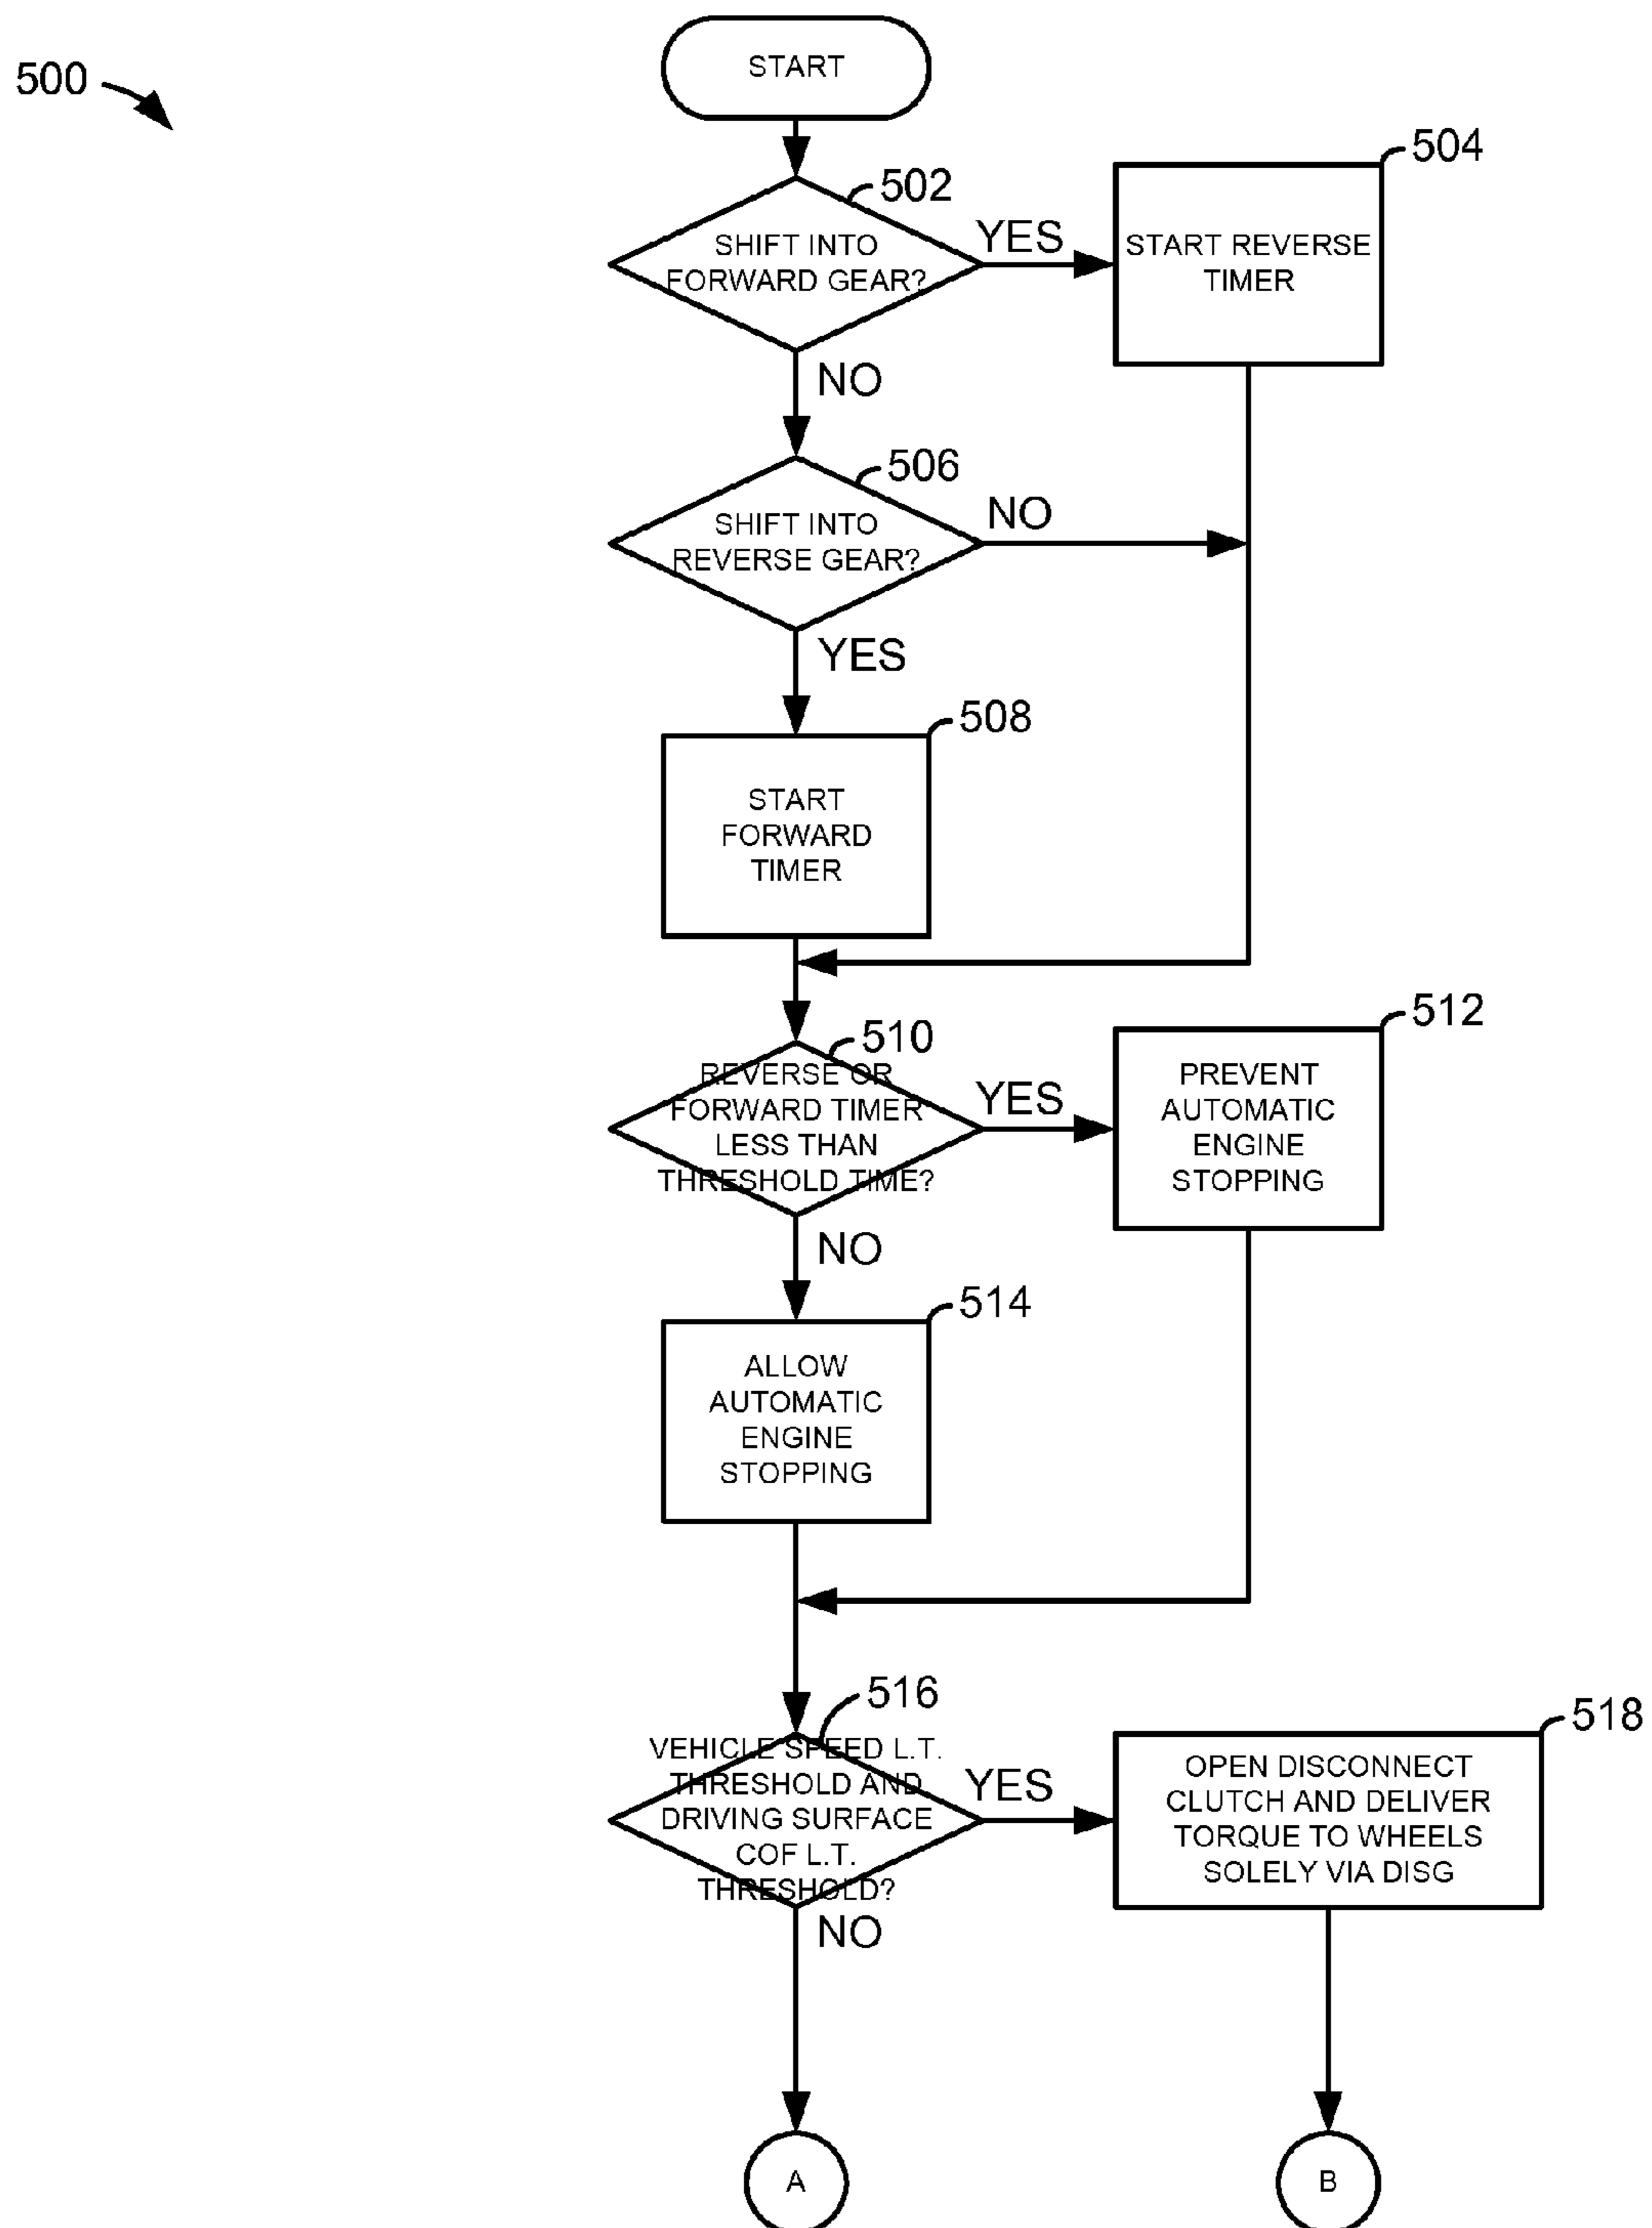 500
START
502
SHIFT INTO
FORWARD GEAR?
YES
504
START REVERSE
TIMER
NO
506
SHIFT INTO
REVERSE GEAR?
NO
YES
508
START
FORWARD
TIMER
510
REVERSE OR
FORWARD TIMER
LESS THAN
THRESHOLD TIME?
YES
512
PREVENT
AUTOMATIC
ENGINE
STOPPING
NO
514
ALLOW
AUTOMATIC
ENGINE
STOPPING
516
VEHICLE SPEED L.T.
THRESHOLD AND
DRIVING SURFACE
COF L.T.
THRESHOLD?
YES
518
OPEN DISCONNECT
CLUTCH AND DELIVER
TORQUE TO WHEELS
SOLELY VIA DISG
NO
A
B